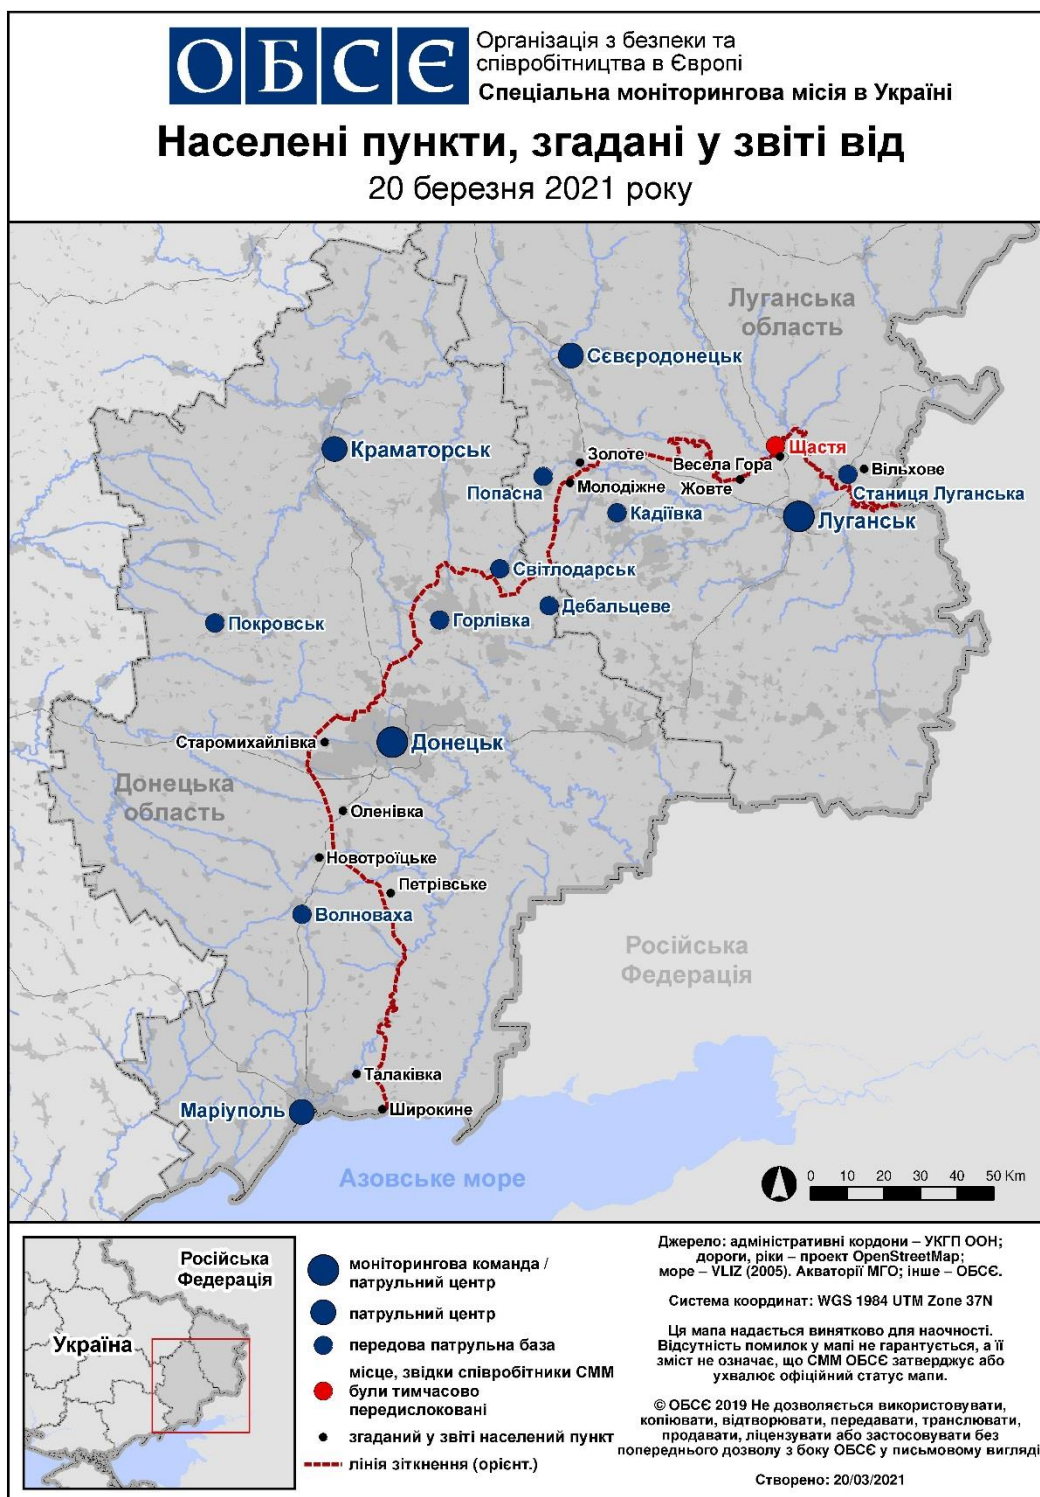 ОБСЄ
Організація з безпеки та
співробітництва в Європі
Спеціальна моніторингова місія в Україні
Населені пункти, згадані у звіті від
20 березня 2021 року
Луганська
область
Сєвєродонецьк
Краматорськ
Золоте
Щастя
Весела Гора
Вільхове
Попасна
Молодіжне
Жовте
Станиця Луганська
Кадіївка
Луганськ
Світлодарськ
Дебальцеве
Горлівка
Покровськ
Старомихайлівка
Донецьк
Донецька
область
Оленівка
Новотроїцьке
Петрівське
Волноваха
Російська
Федерація
Талаківка
Маріуполь
Широкине
Азовське море
0 10 20 30 40 50 Km
Російська
Федерація
Україна
моніторингова команда /
патрульний центр
патрульний центр
передова патрульна база
місце, звідки співробітники СММ
були тимчасово
передислоковані
згаданий у звіті населений пункт
лінія зіткнення (орієнт.)
Джерело: адміністративні кордони – УКГП ООН;
дороги, ріки – проект OpenStreetMap;
море – VLIZ (2005). Акваторії МГО; інше – ОБСЄ.
Система координат: WGS 1984 UTM Zone 37N
Ця мапа надається винятково для наочності.
Відсутність помилок у мапі не гарантується, а її
зміст не означає, що СММ ОБСЄ затверджує або
ухвалює офіційний статус мапи.
© ОБСЄ 2019 Не дозволяється використовувати,
копіювати, відтворювати, передавати, транслювати,
продавати, ліцензувати або застосовувати без
попереднього дозволу з боку ОБСЄ у письмовому вигляді
Створено: 20/03/2021